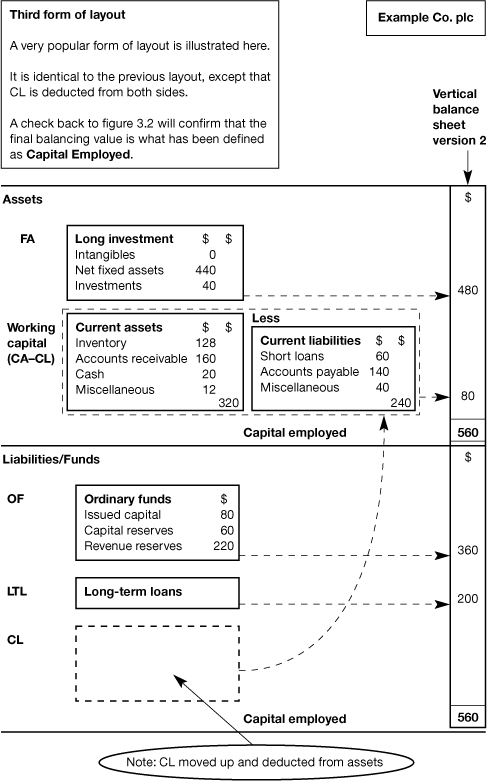 Third form of layout
A very popular form of layout is illustrated here.
It is identical to the previous layout, except that
CL is deducted from both sides.
A check back to figure 3.2 will confirm that the
final balancing value is what has been defined
as Capital Employed.
Example Co. plc
Vertical
balance
sheet
version 2
Assets
$
FA
Long investment $ $
Intangibles 0
Net fixed assets 440
Investments 40
480
Working
capital
(CA–CL)
Current assets $ $
Inventory 128
Accounts receivable 160
Cash 20
Miscellaneous 12
320
Less
Current liabilities $ $
Short loans 60
Accounts payable 140
Miscellaneous 40
240
80
Capital employed 560
Liabilities/Funds
$
OF
Ordinary funds $
Issued capital 80
Capital reserves 60
Revenue reserves 220
360
LTL
Long-term loans
200
CL
Capital employed 560
Note: CL moved up and deducted from assets